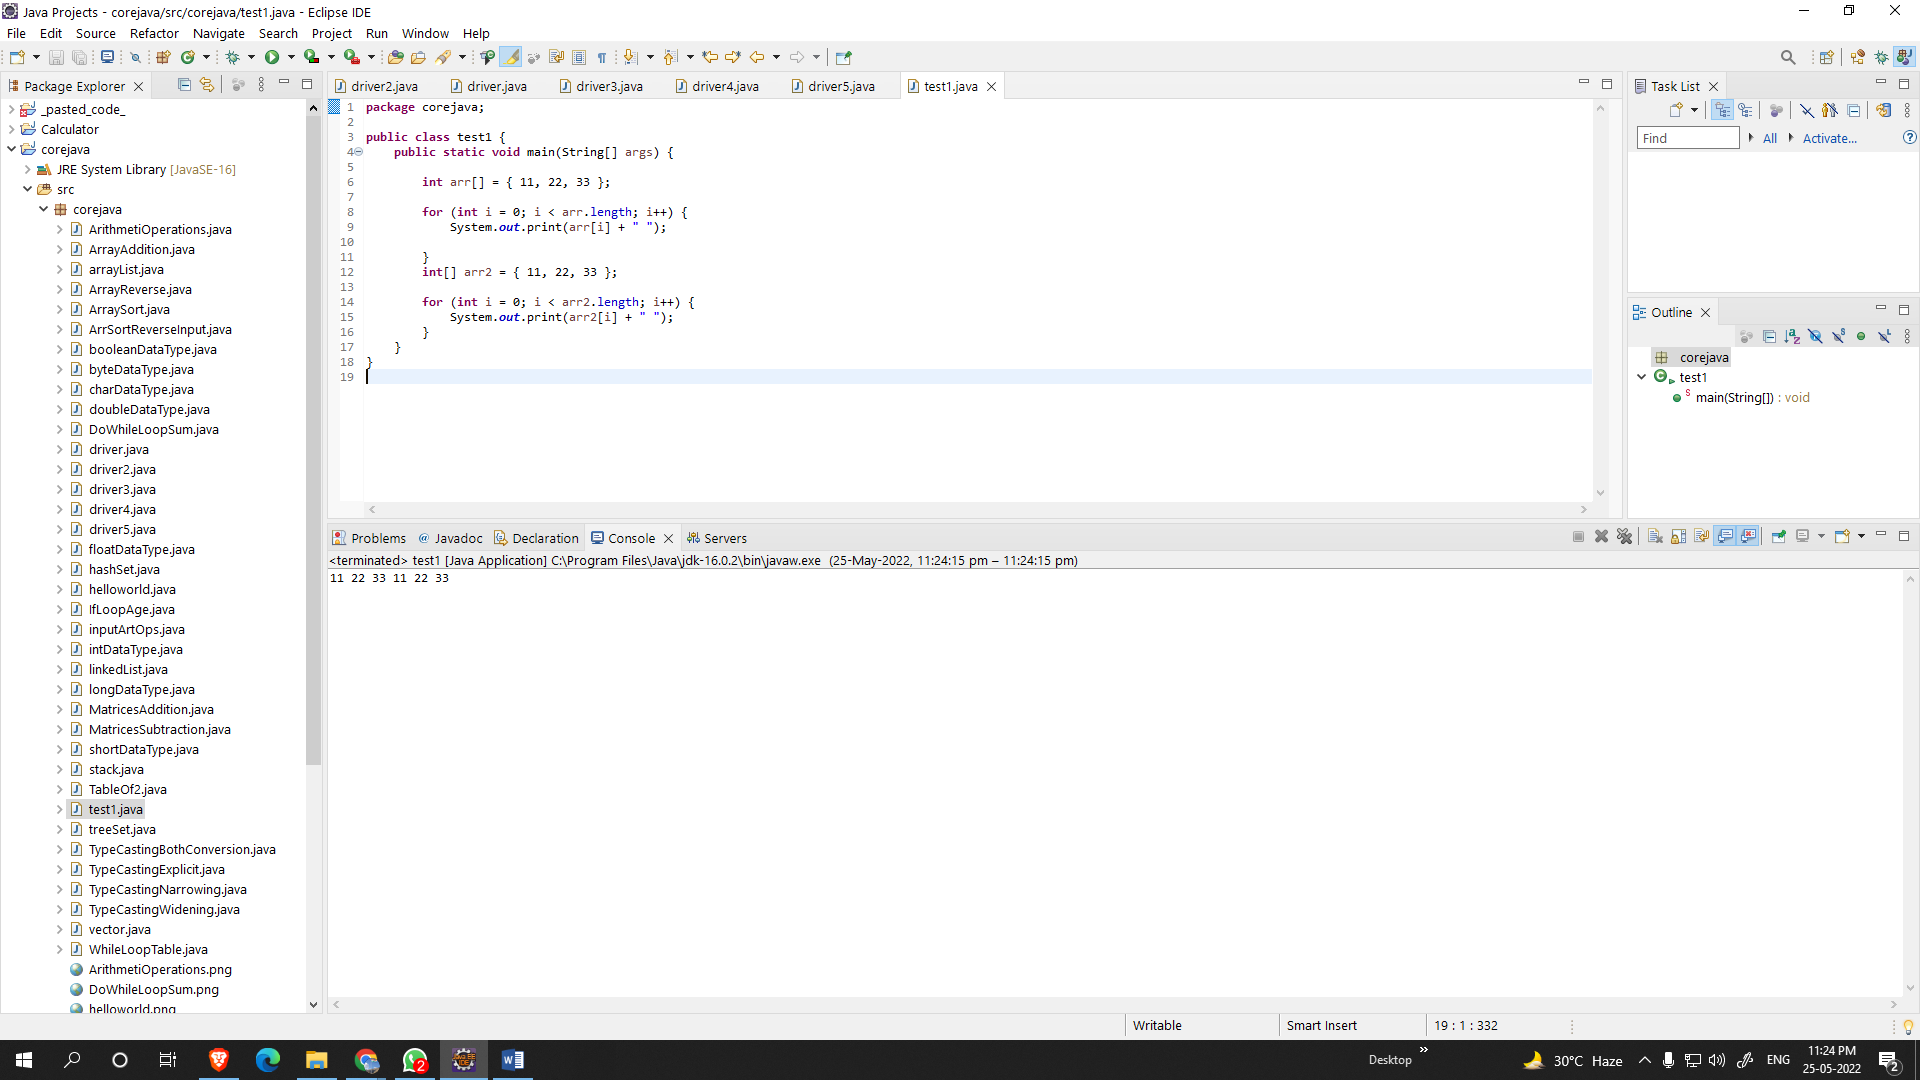 Java Projects - corejava/src/corejava/test1.java - Eclipse IDE
File Edit Source Refactor Navigate Search Project Run Window Help
Package Explorer
_pasted_code_
Calculator
corejava
JRE System Library [JavaSE-16]
src
corejava
ArithmetiOperations.java
ArrayAddition.java
arrayList.java
ArrayReverse.java
ArraySort.java
ArrSortReverseInput.java
booleanDataType.java
byteDataType.java
charDataType.java
doubleDataType.java
DoWhileLoopSum.java
driver.java
driver2.java
driver3.java
driver4.java
driver5.java
floatDataType.java
hashSet.java
helloworld.java
IfLoopAge.java
inputArtOps.java
intDataType.java
linkedList.java
longDataType.java
MatricesAddition.java
MatricesSubtraction.java
shortDataType.java
stack.java
TableOf2.java
test1.java
treeSet.java
TypeCastingBothConversion.java
TypeCastingExplicit.java
TypeCastingNarrowing.java
TypeCastingWidening.java
vector.java
WhileLoopTable.java
ArithmetiOperations.png
DoWhileLoopSum.png
helloworld.png
driver2.java driver.java driver3.java driver4.java driver5.java test1.java
1 package corejava;
2
3 public class test1 {
4 public static void main(String[] args) {
5
6 int arr[] = { 11, 22, 33 };
7
8 for (int i = 0; i < arr.length; i++) {
9 System.out.print(arr[i] + " ");
10
11 }
12 int[] arr2 = { 11, 22, 33 };
13
14 for (int i = 0; i < arr2.length; i++) {
15 System.out.print(arr2[i] + " ");
16 }
17 }
18 }
19
Task List
Find All Activate...
Outline
corejava
test1
main(String[]) : void
Problems Javadoc Declaration Console Servers
<terminated> test1 [Java Application] C:\Program Files\Java\jdk-16.0.2\bin\javaw.exe (25-May-2022, 11:24:15 pm – 11:24:15 pm)
11 22 33 11 22 33
Writable Smart Insert 19 : 1 : 332
2
Desktop
30°C Haze
ENG
11:24 PM
25-05-2022
2